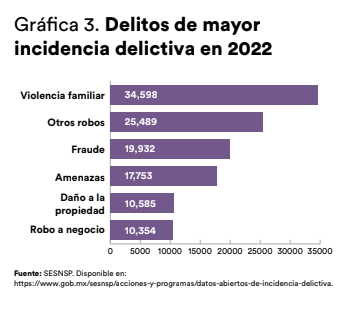 Gráfica 3. Delitos de mayor
incidencia delictiva en 2022
Violencia familiar 34,598
Otros robos 25,489
Fraude 19,932
Amenazas 17,753
Daño a la
propiedad 10,585
Robo a negocio 10,354
0 5000 10000 15000 20000 25000 30000 35000
Fuente: SESNSP. Disponible en:
https://www.gob.mx/sesnsp/acciones-y-programas/datos-abiertos-de-incidencia-delictiva.